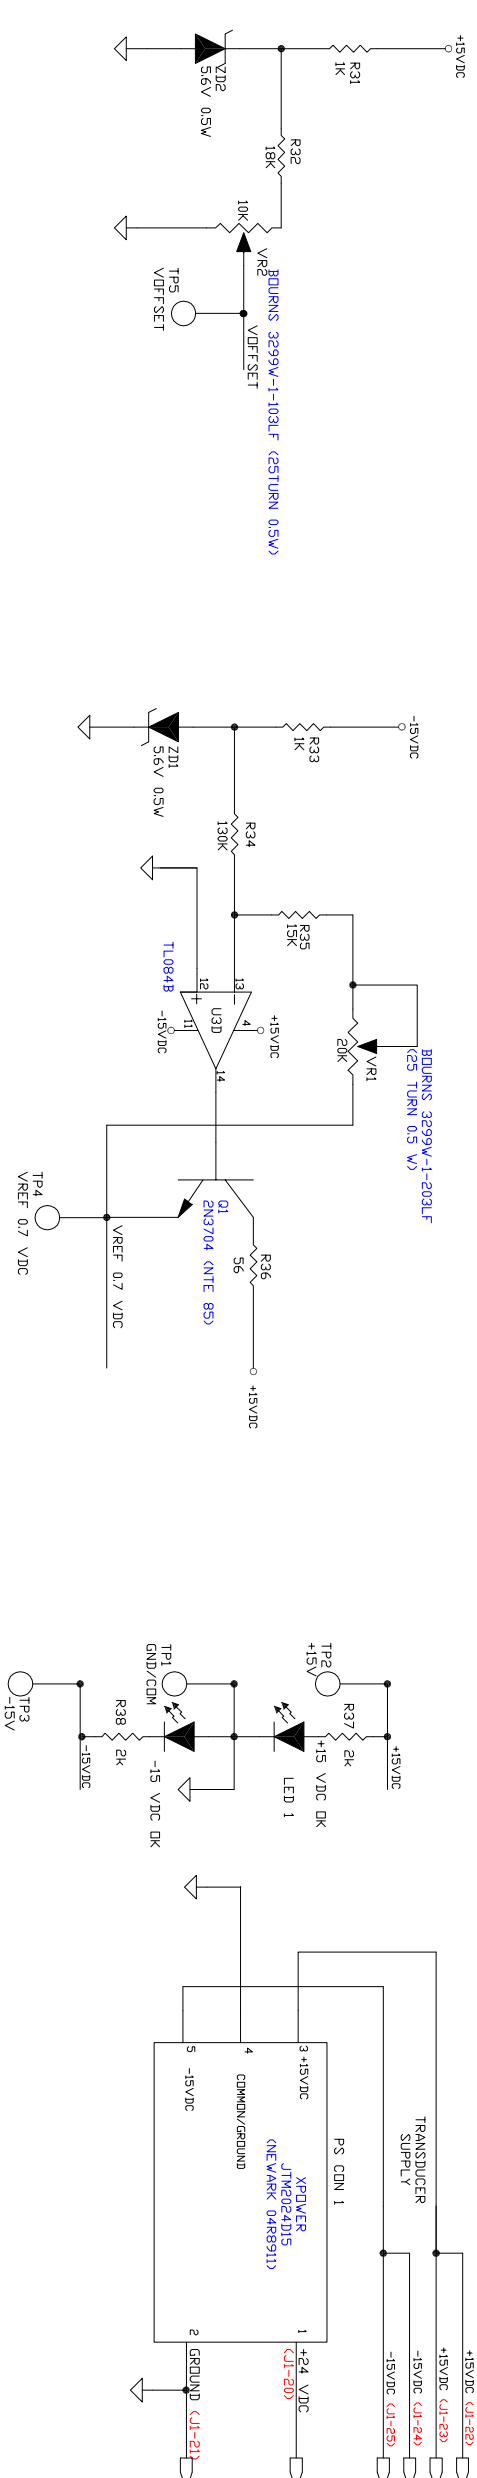 +15VDC
R31
1K
ZD2
5.6V 0.5W
R32
18K
10K
VR2
BOURNS 3299W-1-103LF (25TURN 0.5W)
TP5
VOFFSET
VOFFSET
-15VDC
R33
1K
ZD1
5.6V 0.5W
R34
130K
R35
15K
TL084B
12
13
+
-
U3D
11
4
-15VDC
+15VDC
14
20K
VR1
BOURNS 3299W-1-203LF
(25 TURN 0.5 W)
Q1
2N3704 (NTE 85)
R36
56
+15VDC
TP4
VREF 0.7 VDC
VREF 0.7 VDC
TP2
+15V
R37
2k
+15VDC
+15 VDC OK
LED 1
TP1
GND/COM
-15 VDC OK
R38
2k
TP3
-15V
-15VDC
PS CON 1
3
+15VDC
4
COMMON/GROUND
5
-15VDC
XPOWER
JTM2024D15
(NEWARK 04R8911)
1
2
+24 VDC
(J1-20)
GROUND (J1-21)
TRANSDUCER
SUPPLY
+15VDC (J1-22)
+15VDC (J1-23)
-15VDC (J1-24)
-15VDC (J1-25)